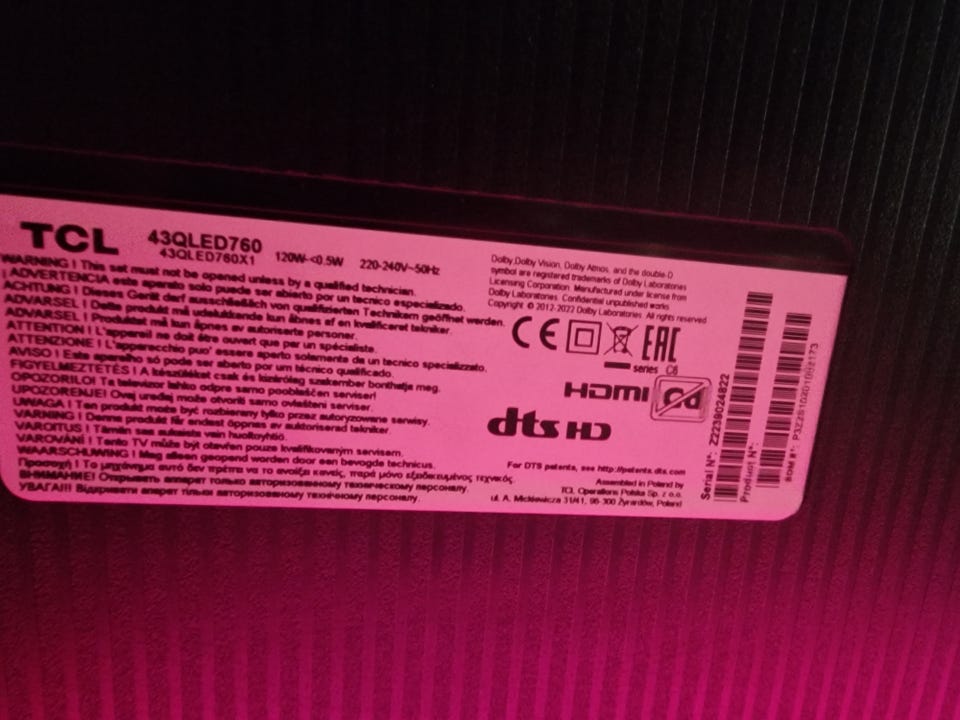 TCL
43QLED760
43QLED760X1
120W-<0.5W 220-240V~50Hz
WARNING ! This set must not be opened unless by a qualified technician.
¡ ADVERTENCIA este aparato solo puede ser abierto por un tecnico especializado.
ACHTUNG ! Dieses Gerät darf ausschließlich von qualifizierten Technikern geöffnet werden.
ADVARSEL ! Dette produkt må udelukkende kun åbnes af en kvalificeret tekniker.
ADVARSEL ! Produktet må kun åpnes av autoriserte personer.
ATTENTION ! L'appareil ne doit être ouvert que par un spécialiste.
ATTENZIONE ! L'apparecchio puo' essere aperto solamente da un tecnico specializzato.
AVISO ! Este aparelho só pode ser aberto por um técnico qualificado.
FIGYELMEZTETÉS ! A készüléket csak és kizárólag szakember bonthatja meg.
OPOZORILO! Ta televizor lahko odpre samo pooblaščen serviser!
UPOZORENJE! Ovaj uredaj može otvoriti samo ovlašteni serviser.
UWAGA ! Ten produkt może być rozbierany tylko przez autoryzowane serwisy.
VARNING ! Denna produkt får endast öppnas av auktoriserad tekniker.
VAROITUS ! Tämän saa aukaista vain huoltoyhtiö.
VAROVÁNÍ ! Tento TV může být otevřen pouze kvalifikovaným servisem.
WAARSCHUWING ! Mag alleen geopend worden door een bevoegde technicus.
Προσοχή ! Το μηχάνημα αυτό δεν πρέπει να το ανοίξει κανείς, παρά μόνο εξειδικευμένος τεχνικός.
ВНИМАНИЕ! Открывать аппарат только авторизованному техническому персоналу.
УВАГА!!! Відкривати апарат тільки авторизованому технічному персоналу.
Dolby, Dolby Vision, Dolby Atmos, and the double-D
symbol are registered trademarks of Dolby Laboratories
Licensing Corporation. Manufactured under license from
Dolby Laboratories. Confidential unpublished works.
Copyright © 2012-2022 Dolby Laboratories. All rights reserved
CE EAC
series C6
HDMI Cd
dts HD
For DTS patents, see http://patents.dts.com
Assembled in Poland by
TCL Operations Polska Sp. z o.o.
ul. A. Mickiewicza 31/41, 96-300 Żyrardów, Poland
Serial N°:
Product N°:
SDM #°: